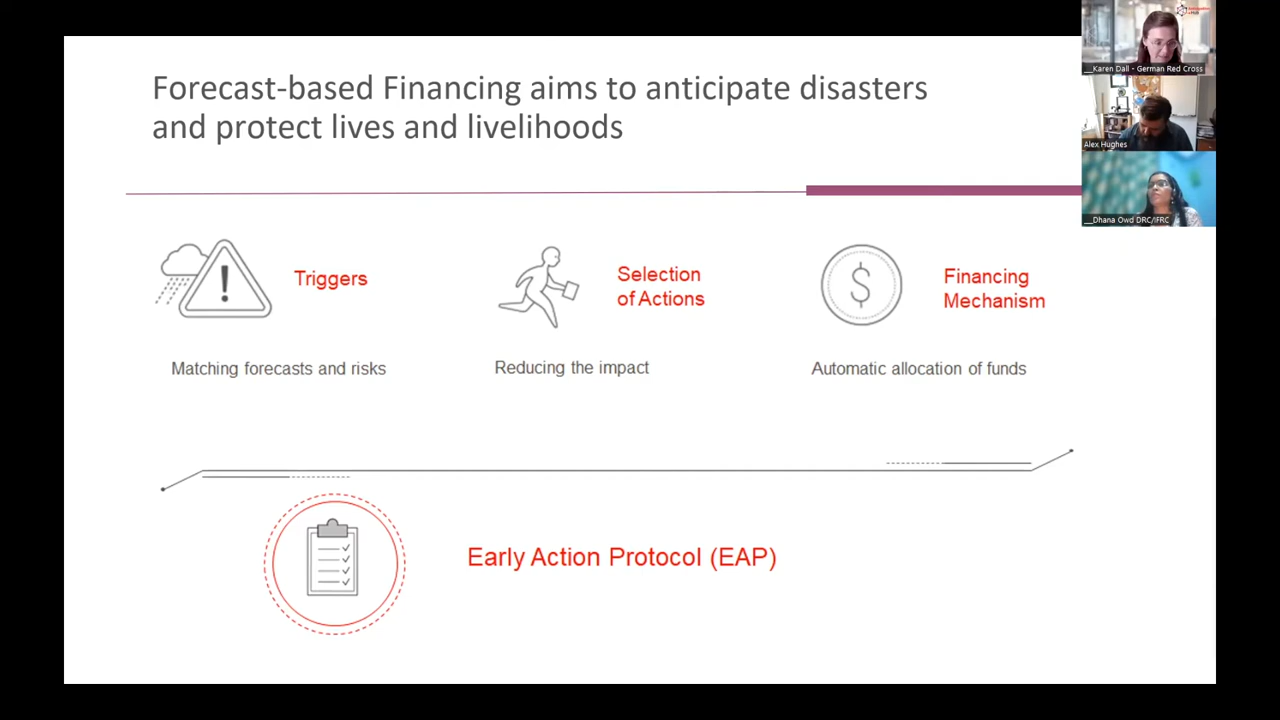 Forecast-based Financing aims to anticipate disasters
and protect lives and livelihoods
Triggers
Matching forecasts and risks
Selection
of Actions
Reducing the impact
Financing
Mechanism
Automatic allocation of funds
Early Action Protocol (EAP)
__Karen Dall - German Red Cross
Alex Hughes
__Dhana Owd DRC/IFRC